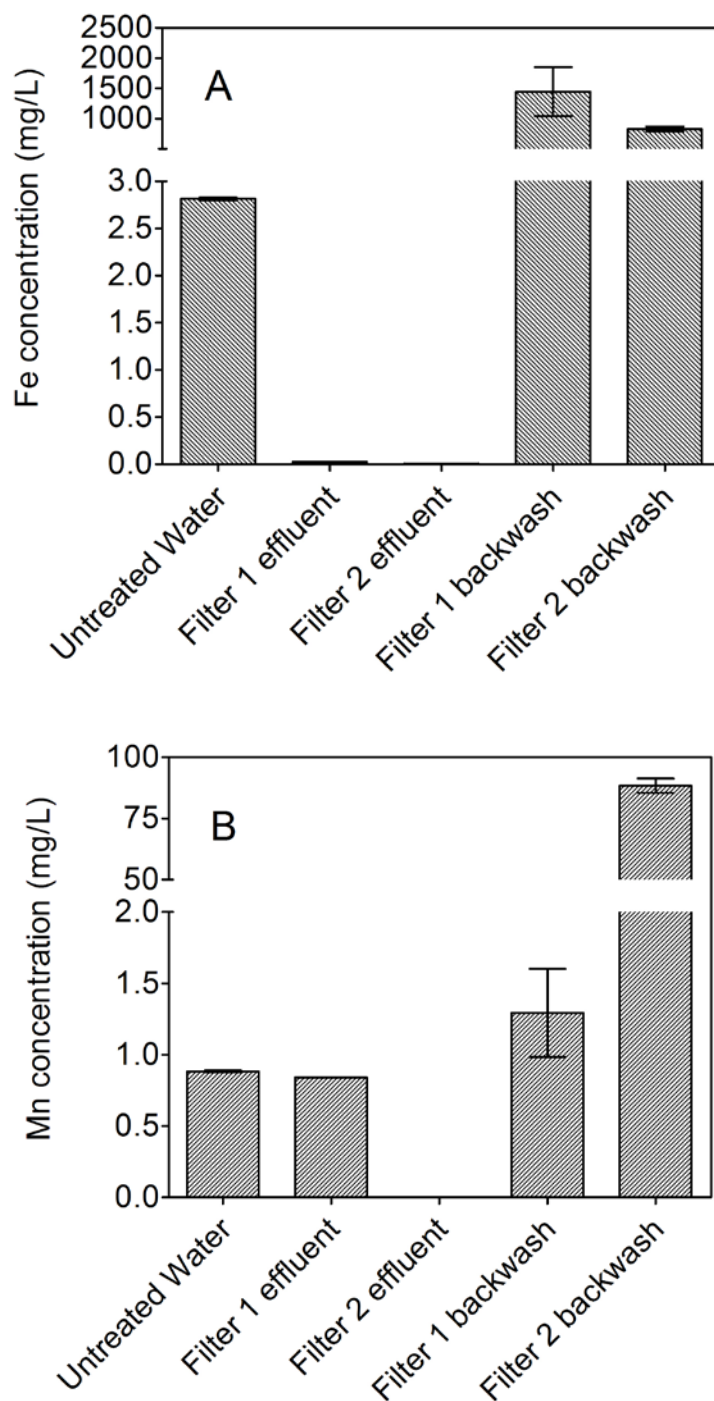 Fe concentration (mg/L)
A
2500
2000
1500
1000
3.0
2.5
2.0
1.5
1.0
0.5
0.0
Untreated Water
Filter 1 effluent
Filter 2 effluent
Filter 1 backwash
Filter 2 backwash
Mn concentration (mg/L)
B
100
75
50
2.0
1.5
1.0
0.5
0.0
Untreated Water
Filter 1 effluent
Filter 2 effluent
Filter 1 backwash
Filter 2 backwash